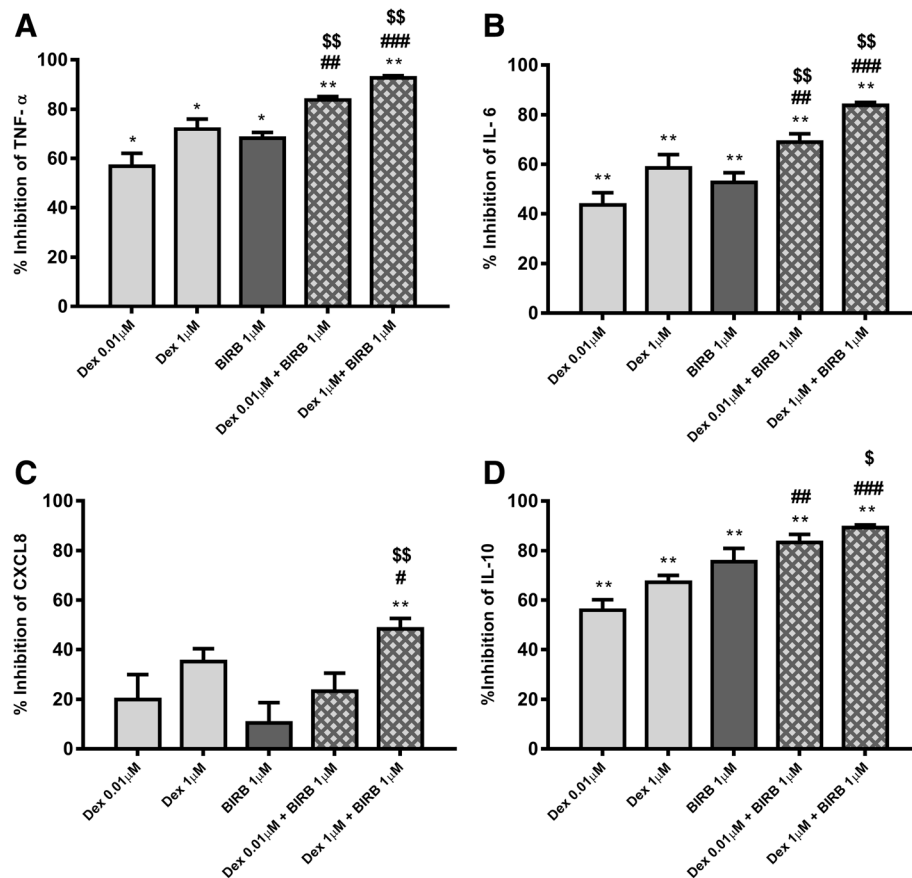 A
% Inhibition of TNF- α
100
80
60
40
20
0
*
*
*
$$
##
**
$$
###
**
Dex 0.01µM
Dex 1µM
BIRB 1µM
Dex 0.01µM + BIRB 1µM
Dex 1µM+ BIRB 1µM
B
% Inhibition of IL- 6
100
80
60
40
20
0
**
**
**
$$
##
**
$$
###
**
Dex 0.01µM
Dex 1µM
BIRB 1µM
Dex 0.01µM + BIRB 1µM
Dex 1µM + BIRB 1µM
C
% Inhibition of CXCL8
100
80
60
40
20
0
$$
#
**
Dex 0.01µM
Dex 1µM
BIRB 1µM
Dex 0.01µM + BIRB 1µM
Dex 1µM + BIRB 1µM
D
%Inhibition of IL-10
100
80
60
40
20
0
**
**
**
##
**
$
###
**
Dex 0.01µM
Dex 1µM
BIRB 1µM
Dex 0.01µM + BIRB 1µM
Dex 1µM + BIRB 1µM